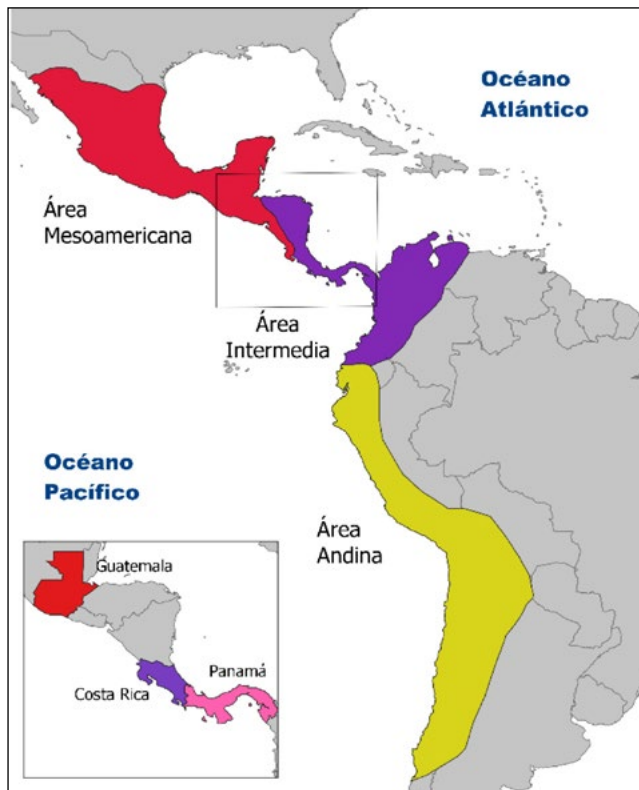 Océano
Atlántico
Área
Mesoamericana
Área
Intermedia
Océano
Pacífico
Área
Andina
Guatemala
Panamá
Costa Rica